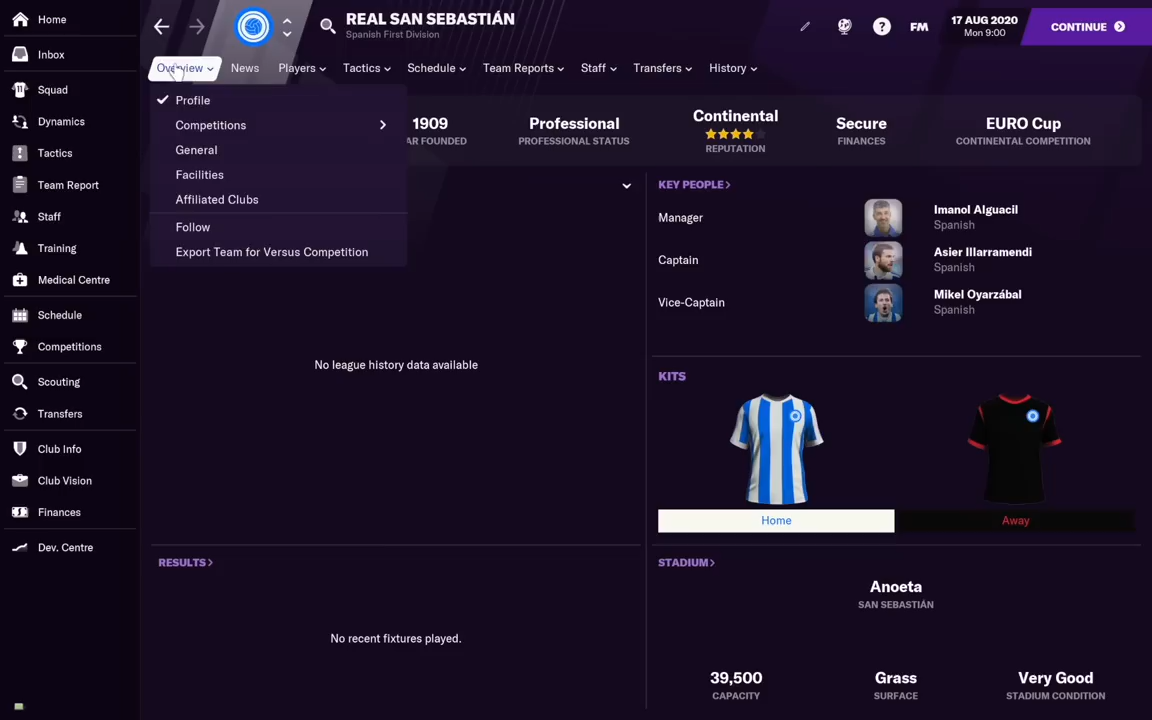 Home
Inbox
Squad
Dynamics
Tactics
Team Report
Staff
Training
Medical Centre
Schedule
Competitions
Scouting
Transfers
Club Info
Club Vision
Finances
Dev. Centre
REAL SAN SEBASTIÁN
Spanish First Division
?
FM
17 AUG 2020
Mon 9:00
CONTINUE
Overview
News
Players
Tactics
Schedule
Team Reports
Staff
Transfers
History
Profile
Competitions
General
Facilities
Affiliated Clubs
Follow
Export Team for Versus Competition
1909
AR FOUNDED
Professional
PROFESSIONAL STATUS
Continental
REPUTATION
Secure
FINANCES
EURO Cup
CONTINENTAL COMPETITION
No league history data available
RESULTS
No recent fixtures played.
KEY PEOPLE
Manager
Imanol Alguacil
Spanish
Captain
Asier Illarramendi
Spanish
Vice-Captain
Mikel Oyarzábal
Spanish
KITS
Home
Away
STADIUM
Anoeta
SAN SEBASTIÁN
39,500
CAPACITY
Grass
SURFACE
Very Good
STADIUM CONDITION